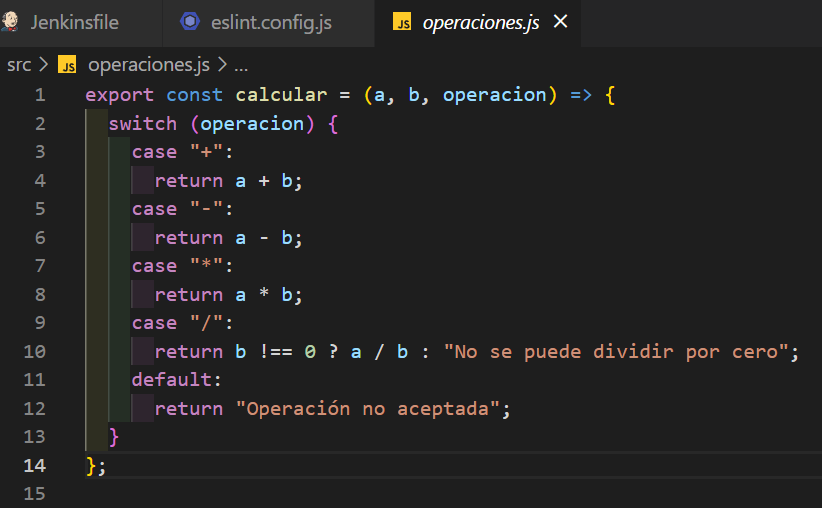 Jenkinsfile eslint.config.js operaciones.js ×
src > JS operaciones.js > ...
1 export const calcular = (a, b, operacion) => {
2 switch (operacion) {
3 case "+":
4 return a + b;
5 case "-":
6 return a - b;
7 case "*":
8 return a * b;
9 case "/":
10 return b !== 0 ? a / b : "No se puede dividir por cero";
11 default:
12 return "Operación no aceptada";
13 }
14 };
15